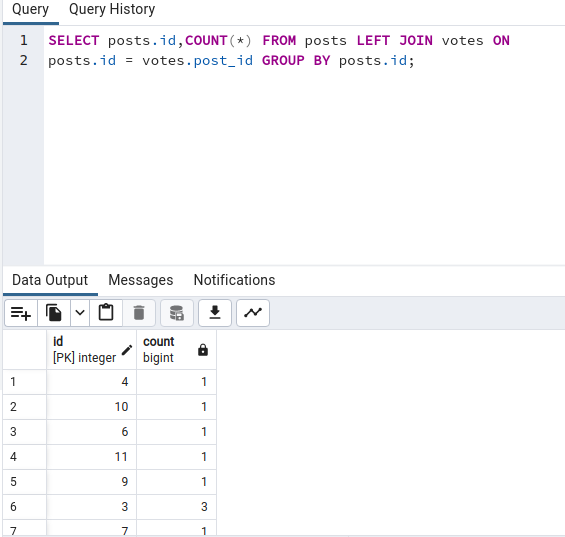 Query Query History
1 SELECT posts.id,COUNT(*) FROM posts LEFT JOIN votes ON
2 posts.id = votes.post_id GROUP BY posts.id;
Data Output Messages Notifications
id count
[PK] integer bigint
1 4 1
2 10 1
3 6 1
4 11 1
5 9 1
6 3 3
7 7 1